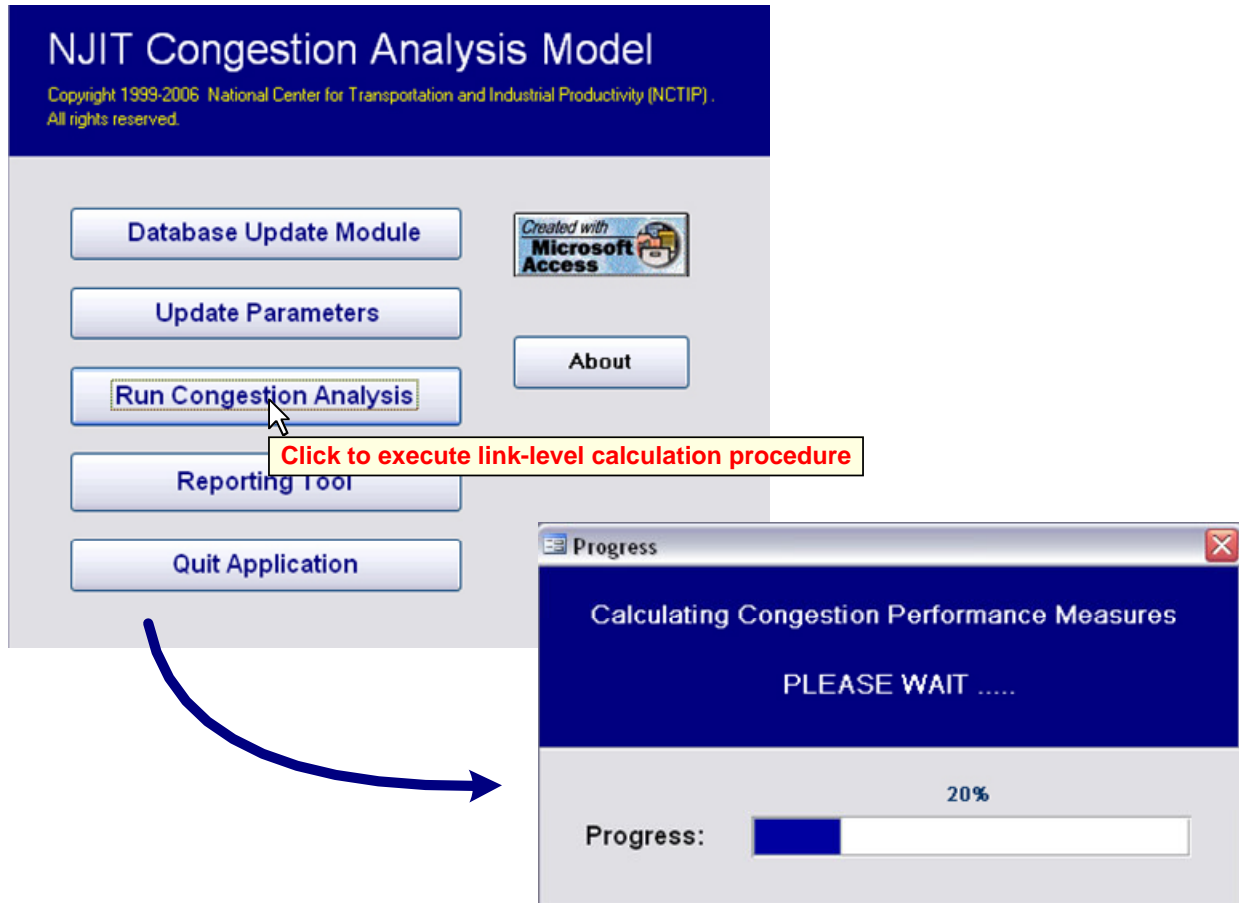 NJIT Congestion Analysis Model
Copyright 1999-2006 National Center for Transportation and Industrial Productivity (NCTIP) .
All rights reserved.
Database Update Module
Created with
Microsoft
Access
Update Parameters
About
Run Congestion Analysis
Click to execute link-level calculation procedure
Reporting Tool
Quit Application
Progress
Calculating Congestion Performance Measures
PLEASE WAIT .....
20%
Progress: